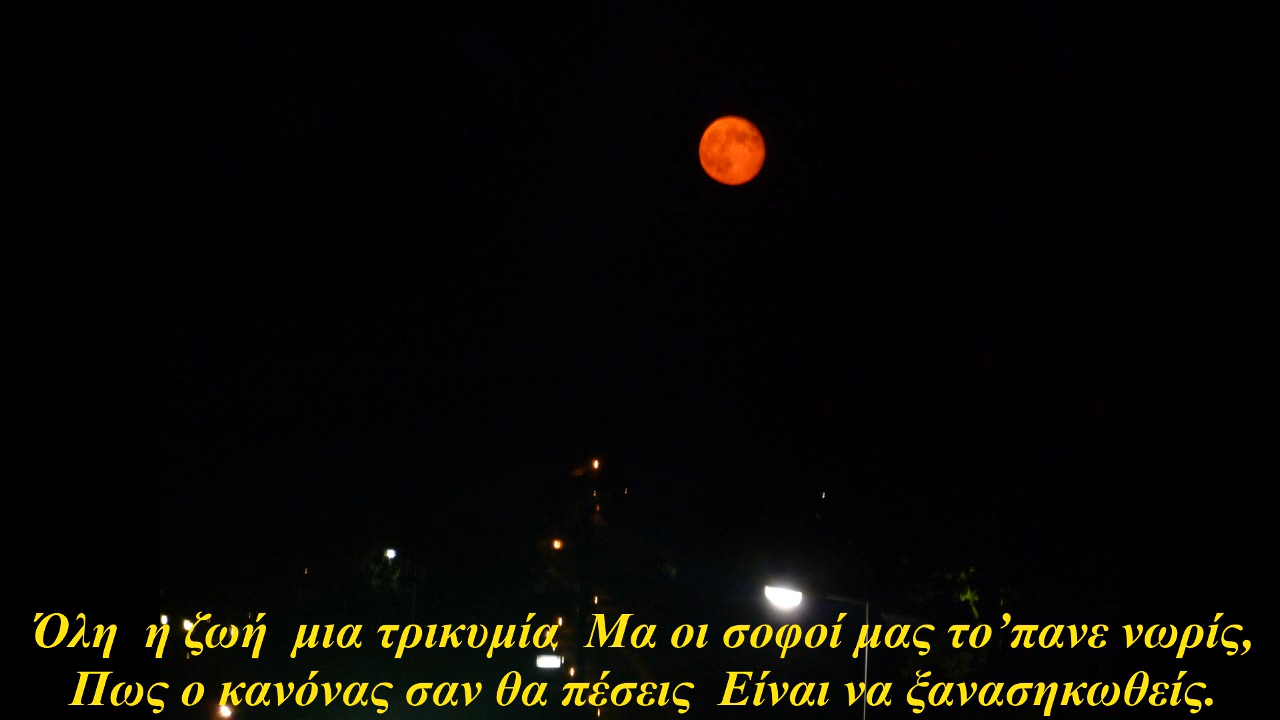 Όλη η ζωή μια τρικυμία Μα οι σοφοί μας το’πανε νωρίς,
Πως ο κανόνας σαν θα πέσεις Είναι να ξανασηκωθείς.